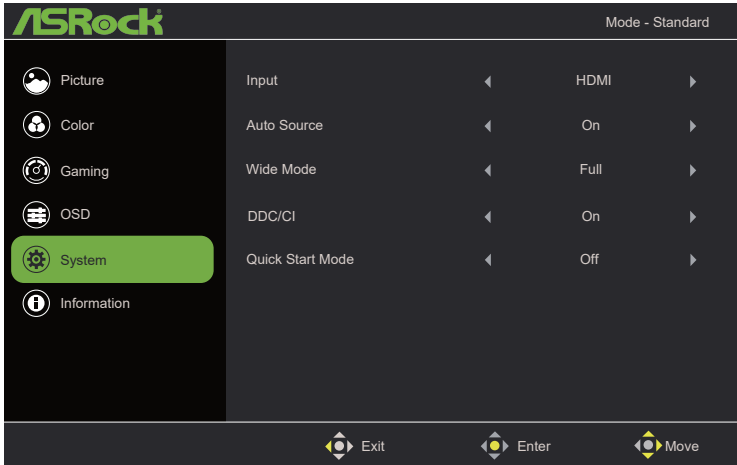 ASRock
Mode - Standard
Picture
Input HDMI
Color
Auto Source On
Gaming
Wide Mode Full
OSD
DDC/CI On
System
Quick Start Mode Off
Information
Exit Enter Move